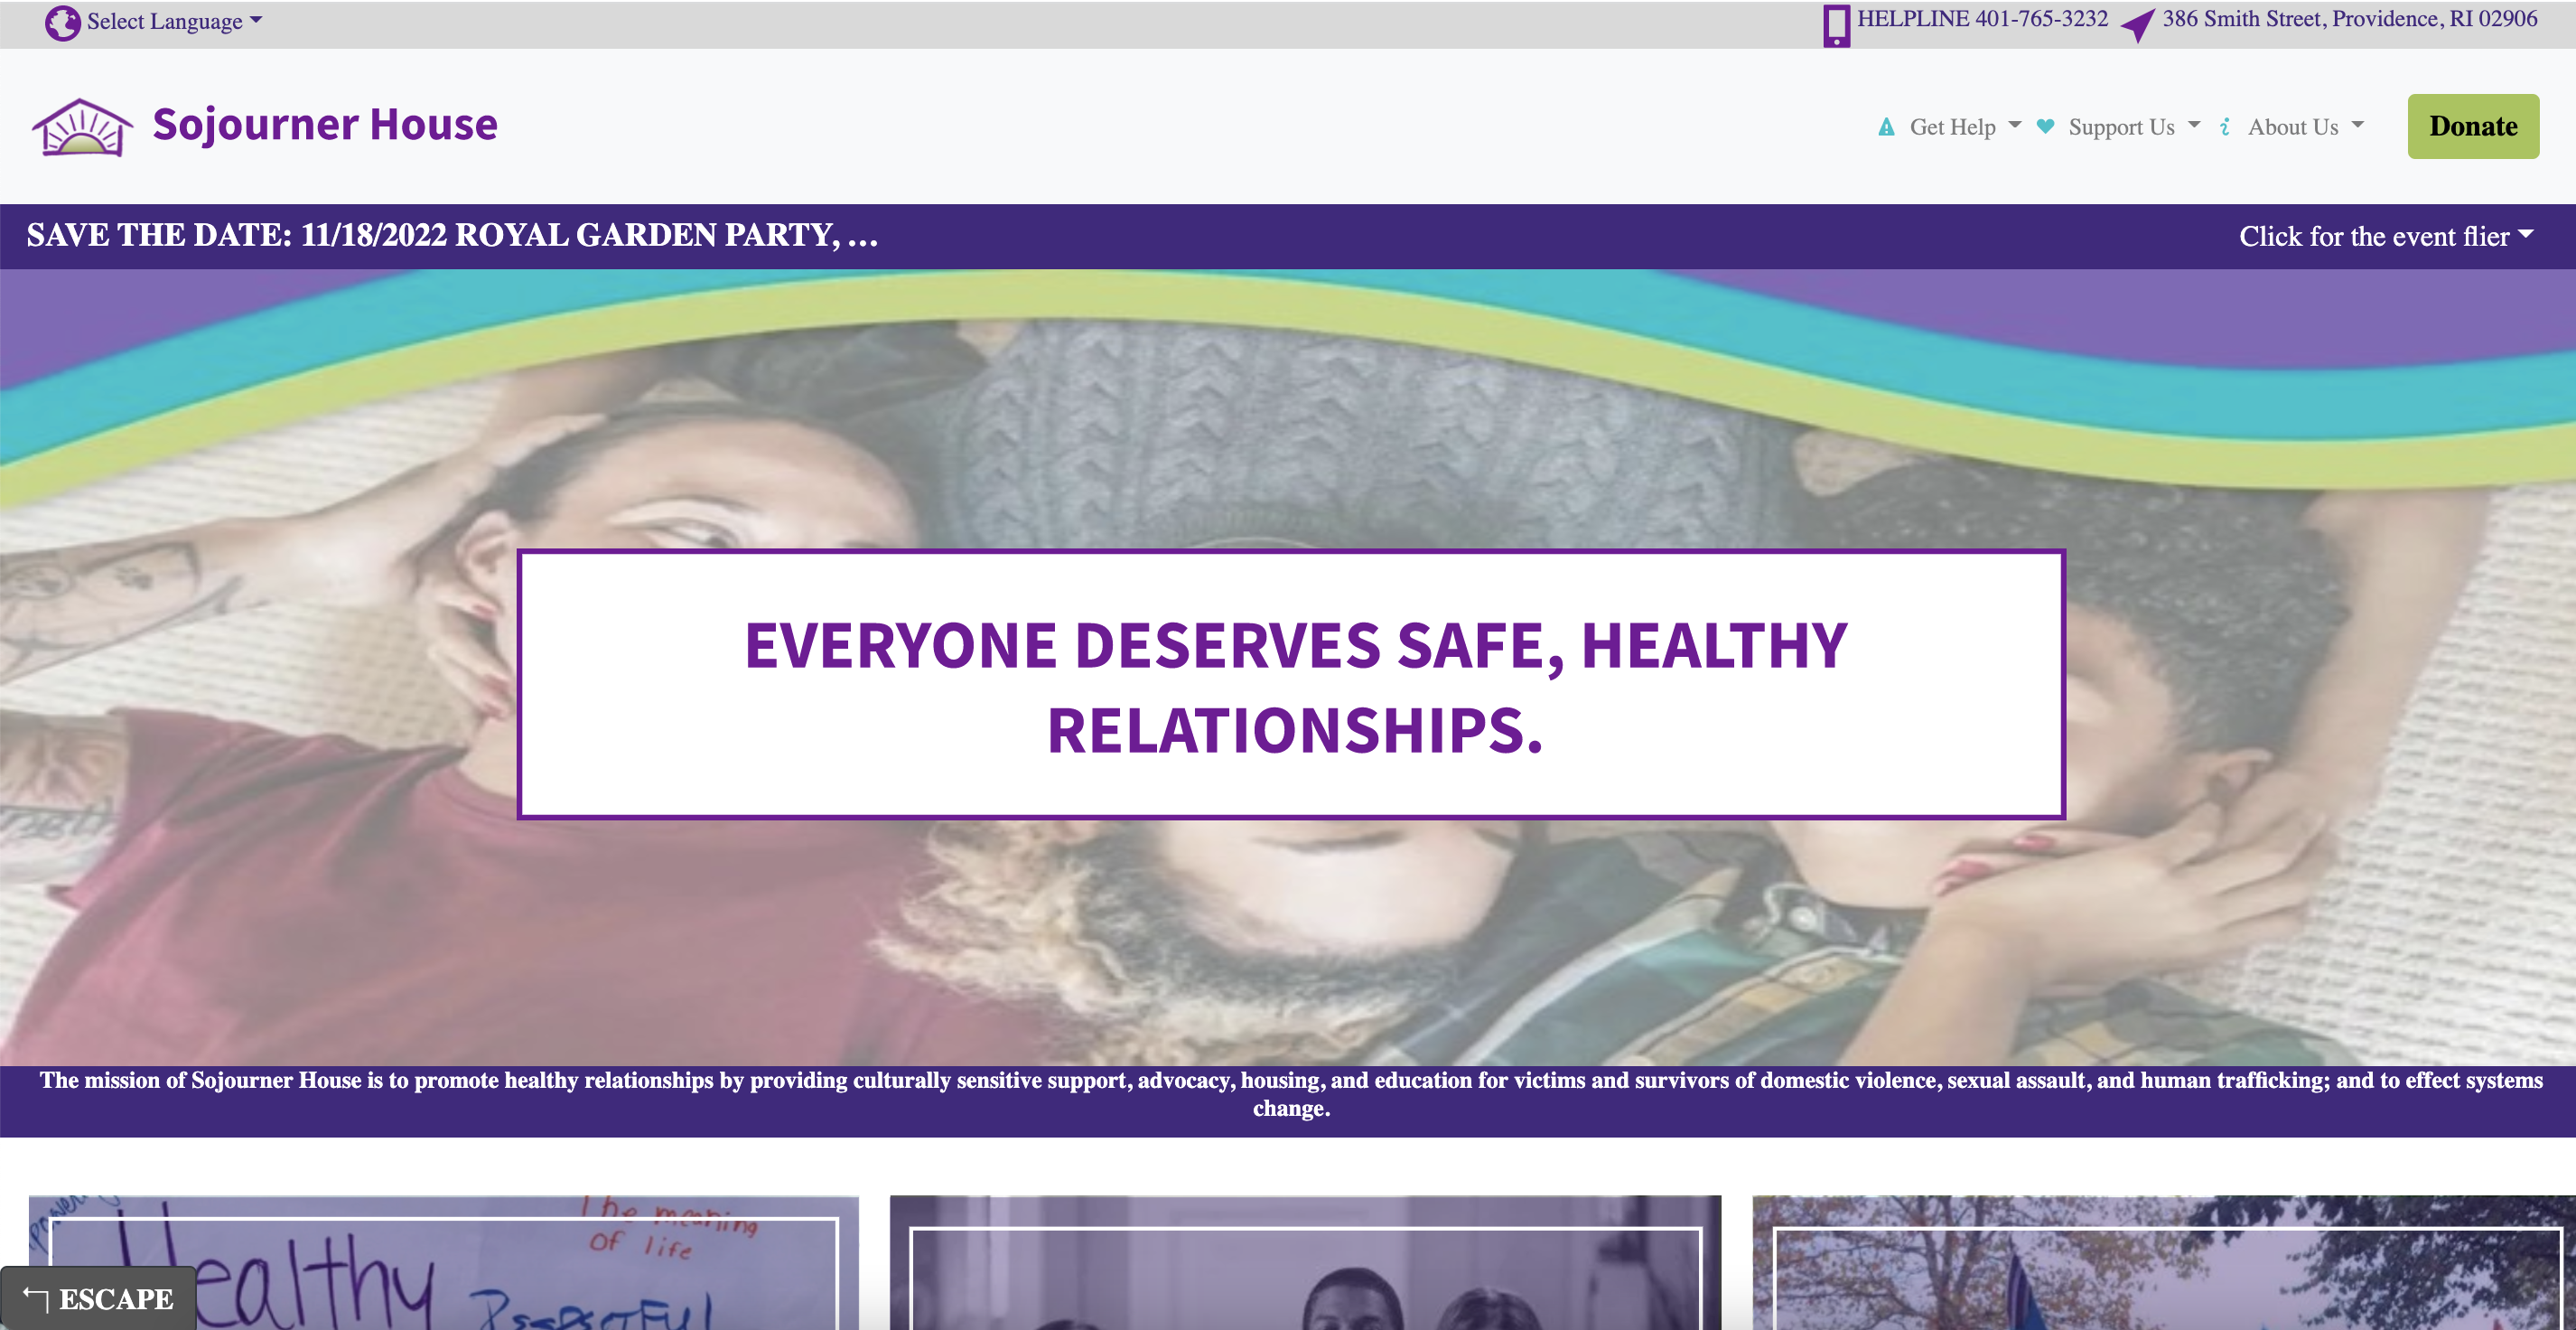 Select Language
HELPLINE 401-765-3232
386 Smith Street, Providence, RI 02906
Sojourner House
Get Help
Support Us
About Us
Donate
SAVE THE DATE: 11/18/2022 ROYAL GARDEN PARTY, ...
Click for the event flier
EVERYONE DESERVES SAFE, HEALTHY
RELATIONSHIPS.
The mission of Sojourner House is to promote healthy relationships by providing culturally sensitive support, advocacy, housing, and education for victims and survivors of domestic violence, sexual assault, and human trafficking; and to effect systems
change.
The meaning
of life
Healthy
ESCAPE